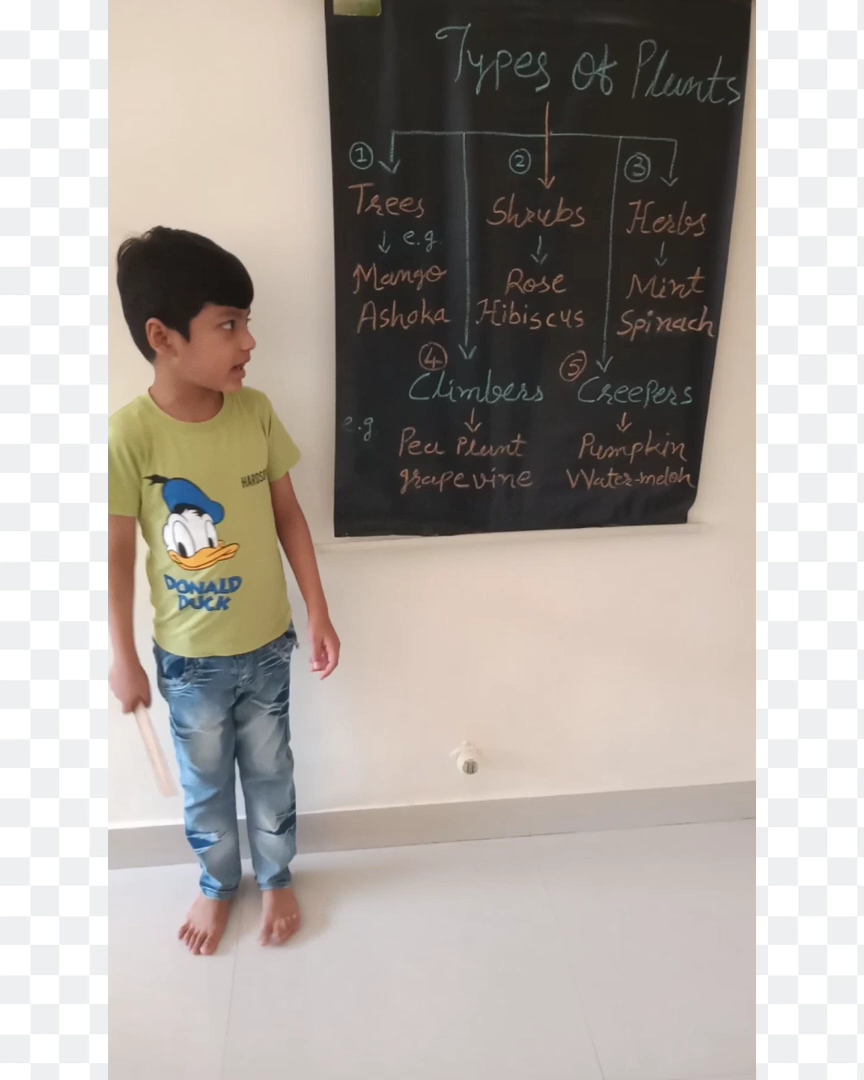 Types of Plants
① ② ③
Trees Shrubs Herbs
e.g.
Mango Rose Mint
Ashoka Hibiscus Spinach
④ ⑤
Climbers Creepers
e.g
Pea Plant Pumpkin
grapevine Water-melon
HARDSO
DONALD
DUCK